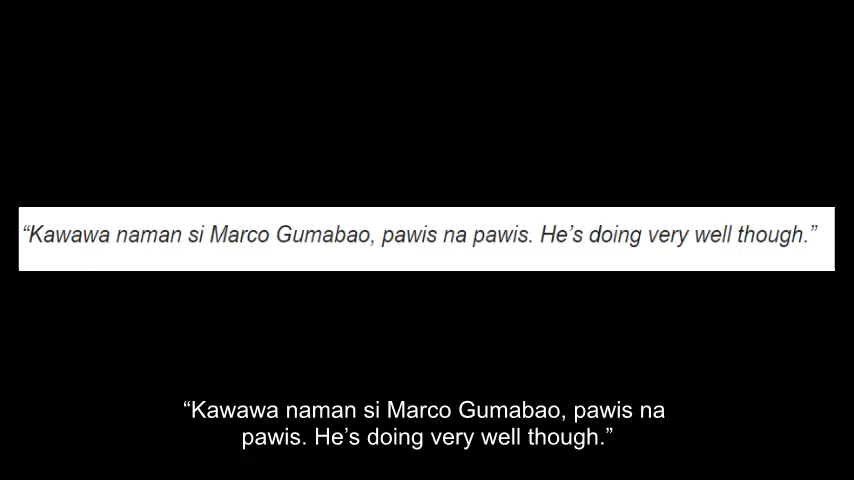 “Kawawa naman si Marco Gumabao, pawis na pawis. He’s doing very well though.”
“Kawawa naman si Marco Gumabao, pawis na
pawis. He’s doing very well though.”